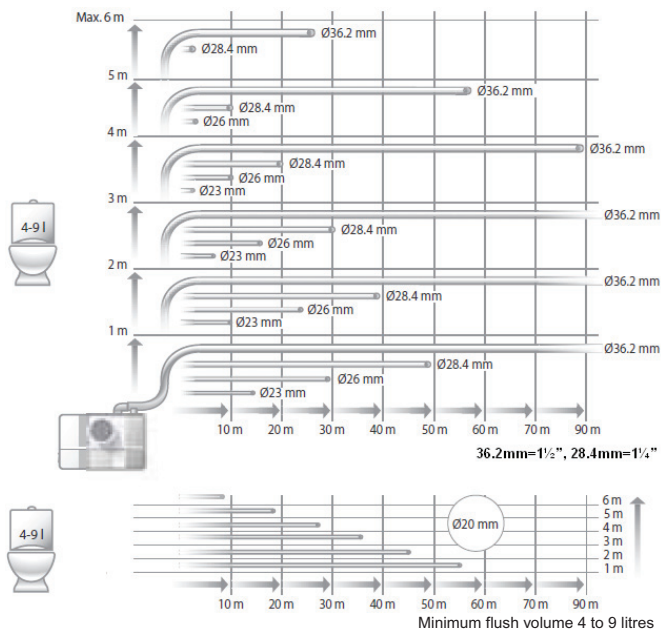 Max. 6 m
Ø36.2 mm
Ø28.4 mm
5 m
Ø36.2 mm
Ø28.4 mm
Ø26 mm
4 m
Ø36.2 mm
Ø28.4 mm
Ø26 mm
Ø23 mm
3 m
4-9 l
Ø36.2 mm
Ø28.4 mm
Ø26 mm
Ø23 mm
2 m
Ø36.2 mm
Ø28.4 mm
Ø26 mm
Ø23 mm
1 m
Ø36.2 mm
Ø28.4 mm
Ø26 mm
Ø23 mm
10 m 20 m 30 m 40 m 50 m 60 m 70 m 80 m 90 m
36.2mm=1½”, 28.4mm=1¼”
4-9 l
Ø20 mm
6 m
5 m
4 m
3 m
2 m
1 m
10 m 20 m 30 m 40 m 50 m 60 m 70 m 80 m 90 m
Minimum flush volume 4 to 9 litres